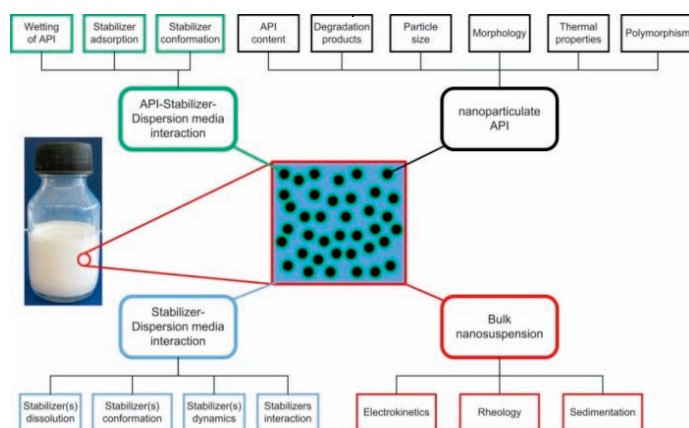 Wetting
of API
Stabilizer
adsorption
Stabilizer
conformation
API
content
Degradation
products
Particle
size
Morphology
Thermal
properties
Polymorphism
API-Stabilizer-
Dispersion media
interaction
nanoparticulate
API
Stabilizer-
Dispersion media
interaction
Bulk
nanosuspension
Stabilizer(s)
dissolution
Stabilizer(s)
conformation
Stabilizer(s)
dynamics
Stabilizers
interaction
Electrokinetics
Rheology
Sedimentation